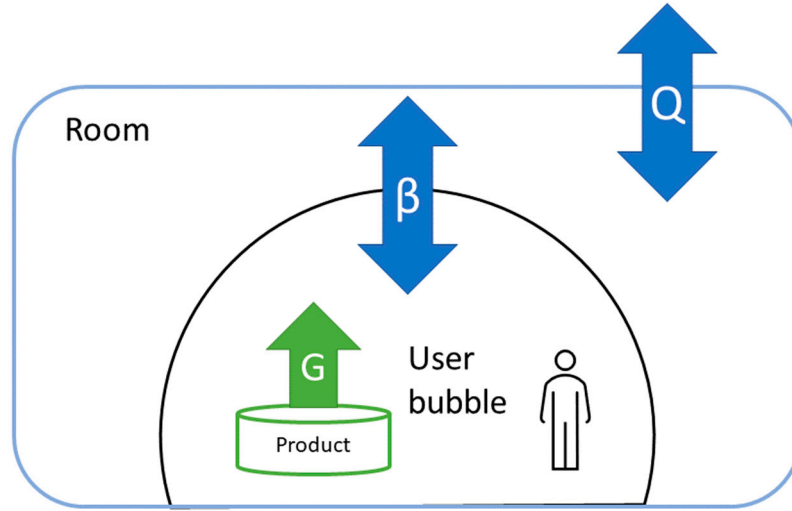 Q
Room
β
User
bubble
G
Product